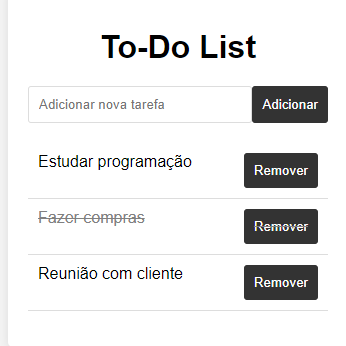 To-Do List
Adicionar nova tarefa Adicionar
Estudar programação Remover
Fazer compras Remover
Reunião com cliente Remover